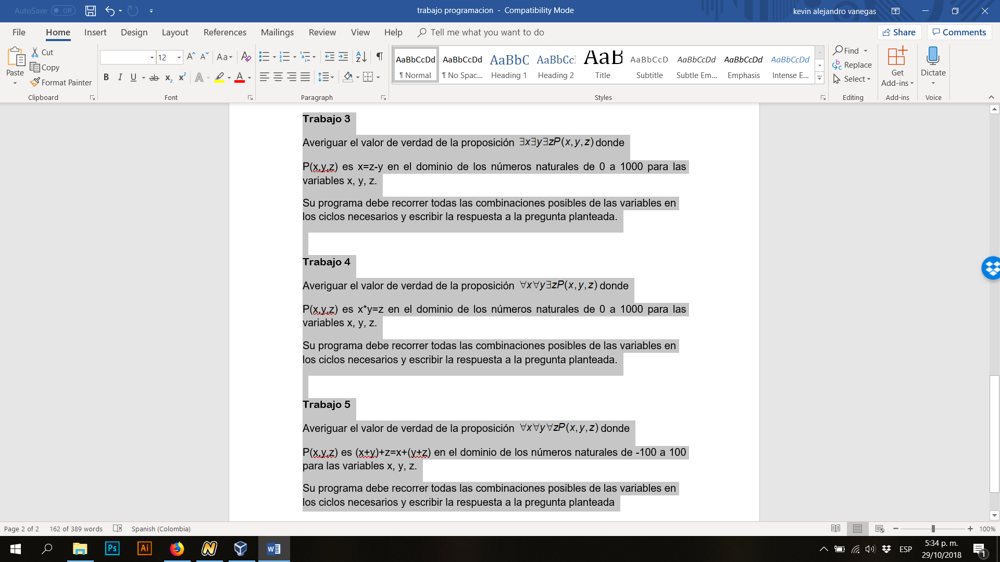 AutoSave Off
trabajo programacion - Compatibility Mode
kevin alejandro vanegas
File Home Insert Design Layout References Mailings Review View Help Tell me what you want to do Share Comments
Paste
Cut
Copy
Format Painter
Clipboard
12
Font
Paragraph
AaBbCcDd AaBbCcDd AaBbC AaBbCc AaB AaBbCcD AaBbCcDd AaBbCcDd AaBbCcDd
¶ Normal ¶ No Spac... Heading 1 Heading 2 Title Subtitle Subtle Em... Emphasis Intense E...
Styles
Find
Replace
Select
Editing
Get Add-ins
Add-ins
Dictate
Voice
Trabajo 3
Averiguar el valor de verdad de la proposición ∃x∃y∃zP(x,y,z) donde
P(x,y,z) es x=z-y en el dominio de los números naturales de 0 a 1000 para las
variables x, y, z.
Su programa debe recorrer todas las combinaciones posibles de las variables en
los ciclos necesarios y escribir la respuesta a la pregunta planteada.
Trabajo 4
Averiguar el valor de verdad de la proposición ∀x∀y∃zP(x,y,z) donde
P(x,y,z) es x*y=z en el dominio de los números naturales de 0 a 1000 para las
variables x, y, z.
Su programa debe recorrer todas las combinaciones posibles de las variables en
los ciclos necesarios y escribir la respuesta a la pregunta planteada.
Trabajo 5
Averiguar el valor de verdad de la proposición ∀x∀y∀zP(x,y,z) donde
P(x,y,z) es (x+y)+z=x+(y+z) en el dominio de los números naturales de -100 a 100
para las variables x, y, z.
Su programa debe recorrer todas las combinaciones posibles de las variables en
los ciclos necesarios y escribir la respuesta a la pregunta planteada
Page 2 of 2 162 of 389 words Spanish (Colombia) 100%
Ps Ai
ESP
5:34 p. m.
29/10/2018
1